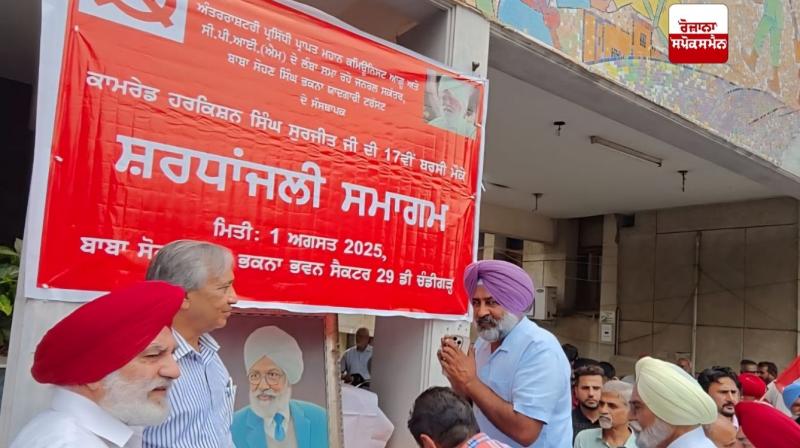 ਰੋਜ਼ਾਨਾ
ਸਪੋਕਸਮੈਨ
ਅੰਤਰਰਾਸ਼ਟਰੀ ਪ੍ਰਸਿੱਧੀ ਪ੍ਰਾਪਤ ਮਹਾਨ ਕਮਿਊਨਿਸਟ ਆਗੂ ਅਤੇ
ਸੀ.ਪੀ.ਆਈ.(ਐਮ) ਦੇ ਲੰਬਾ ਸਮਾਂ ਰਹੇ ਜਨਰਲ ਸਕੱਤਰ,
ਬਾਬਾ ਸੋਹਣ ਸਿੰਘ ਭਕਨਾ ਯਾਦਗਾਰੀ ਟਰੱਸਟ
ਦੇ ਸੰਸਥਾਪਕ
ਕਾਮਰੇਡ ਹਰਕਿਸ਼ਨ ਸਿੰਘ ਸੁਰਜੀਤ ਜੀ ਦੀ 17ਵੀਂ ਬਰਸੀ ਮੌਕੇ
ਸ਼ਰਧਾਂਜਲੀ ਸਮਾਗਮ
ਮਿਤੀ: 1 ਅਗਸਤ 2025,
ਬਾਬਾ ਭਕਨਾ ਭਵਨ ਸੈਕਟਰ 29 ਡੀ ਚੰਡੀਗੜ੍ਹ